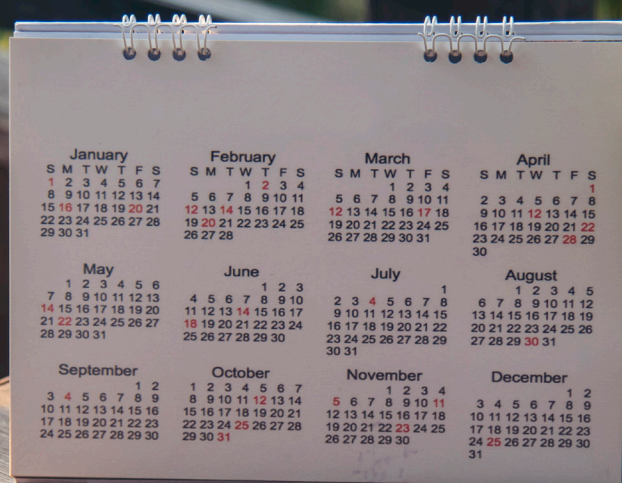 January
S M T W T F S
1 2 3 4 5 6 7
8 9 10 11 12 13 14
15 16 17 18 19 20 21
22 23 24 25 26 27 28
29 30 31
February
S M T W T F S
1 2 3 4
5 6 7 8 9 10 11
12 13 14 15 16 17 18
19 20 21 22 23 24 25
26 27 28
March
S M T W T F S
1 2 3 4
5 6 7 8 9 10 11
12 13 14 15 16 17 18
19 20 21 22 23 24 25
26 27 28 29 30 31
April
S M T W T F S
1
2 3 4 5 6 7 8
9 10 11 12 13 14 15
16 17 18 19 20 21 22
23 24 25 26 27 28 29
30
May
1 2 3 4 5 6
7 8 9 10 11 12 13
14 15 16 17 18 19 20
21 22 23 24 25 26 27
28 29 30 31
June
1 2 3
4 5 6 7 8 9 10
11 12 13 14 15 16 17
18 19 20 21 22 23 24
25 26 27 28 29 30
July
1
2 3 4 5 6 7 8
9 10 11 12 13 14 15
16 17 18 19 20 21 22
23 24 25 26 27 28 29
30 31
August
1 2 3 4 5
6 7 8 9 10 11 12
13 14 15 16 17 18 19
20 21 22 23 24 25 26
27 28 29 30 31
September
1 2
3 4 5 6 7 8 9
10 11 12 13 14 15 16
17 18 19 20 21 22 23
24 25 26 27 28 29 30
October
1 2 3 4 5 6 7
8 9 10 11 12 13 14
15 16 17 18 19 20 21
22 23 24 25 26 27 28
29 30 31
November
1 2 3 4
5 6 7 8 9 10 11
12 13 14 15 16 17 18
19 20 21 22 23 24 25
26 27 28 29 30
December
1 2
3 4 5 6 7 8 9
10 11 12 13 14 15 16
17 18 19 20 21 22 23
24 25 26 27 28 29 30
31